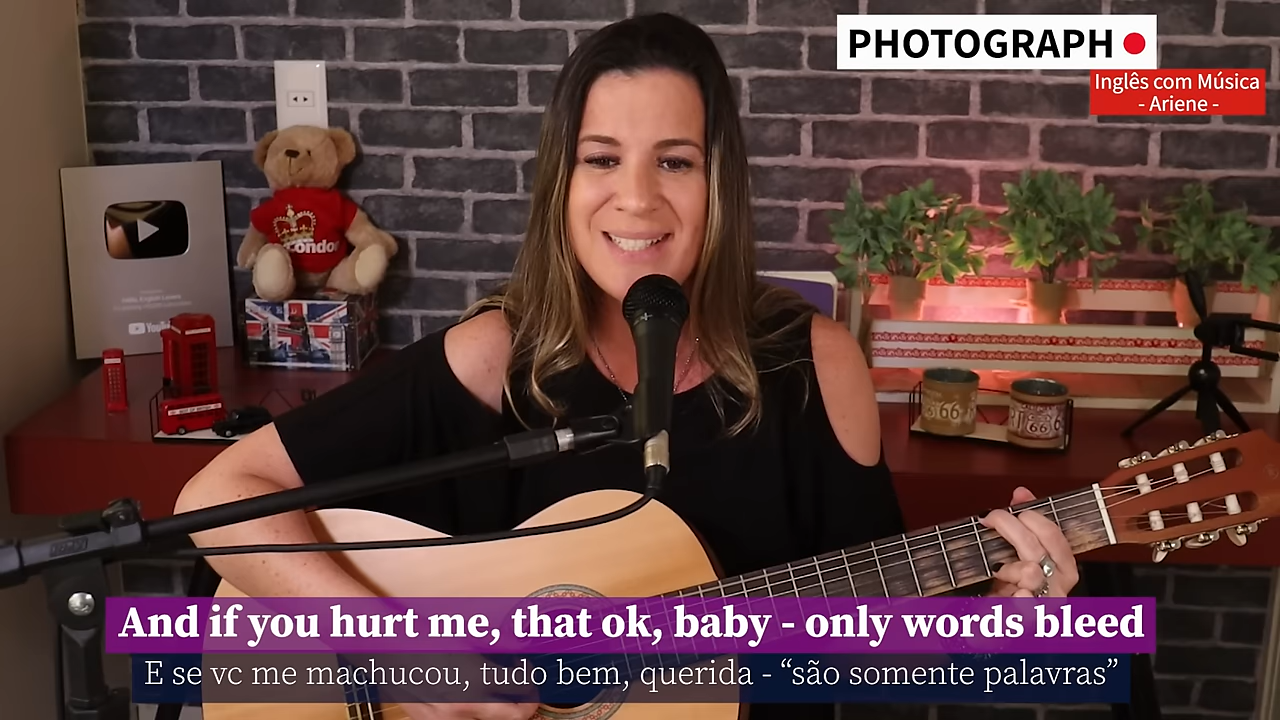 PHOTOGRAPH
Inglês com Música
- Ariene -
London
YouTube
66
66
And if you hurt me, that ok, baby - only words bleed
E se vc me machucou, tudo bem, querida - “são somente palavras”